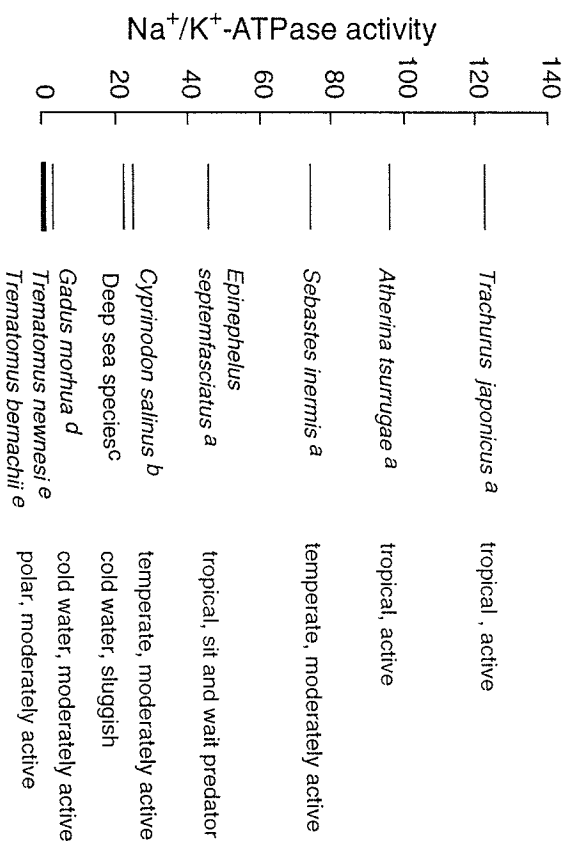 Na⁺/K⁺-ATPase activity
140
120
100
80
60
40
20
0
Trachurus japonicus ᵃ
tropical , active
Atherina tsurrugae ᵃ
tropical, active
Sebastes inermis ᵃ
temperate, moderately active
Epinephelus
septemfasciatus ᵃ
tropical, sit and wait predator
Cyprinodon salinus ᵇ
temperate, moderately active
Deep sea speciesᶜ
cold water, sluggish
Gadus morhua ᵈ
cold water, moderately active
Trematomus newnesi ᵉ
Trematomus bernachii ᵉ
polar, moderately active